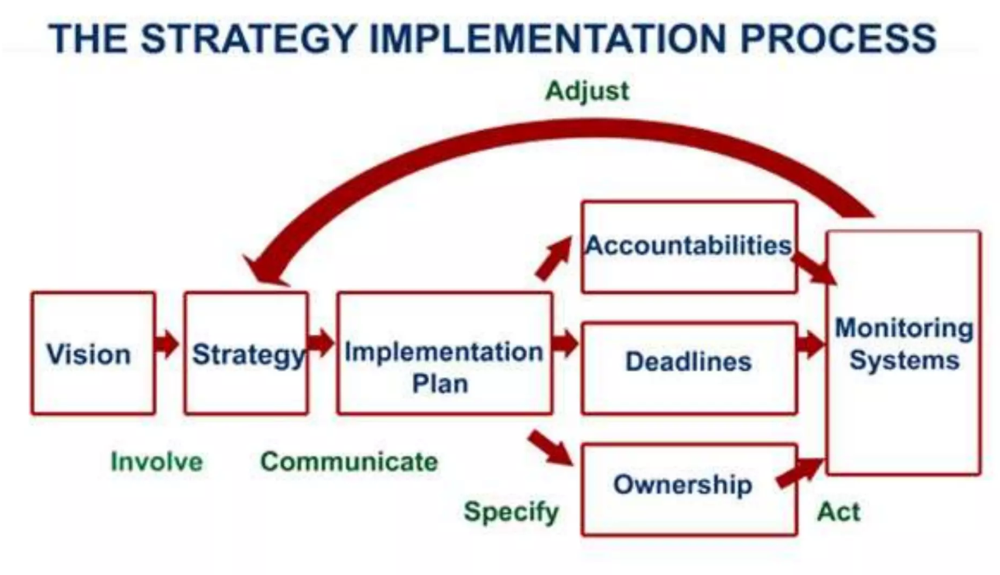 THE STRATEGY IMPLEMENTATION PROCESS
Adjust
Vision
Strategy
Implementation
Plan
Accountabilities
Deadlines
Ownership
Monitoring
Systems
Involve
Communicate
Specify
Act